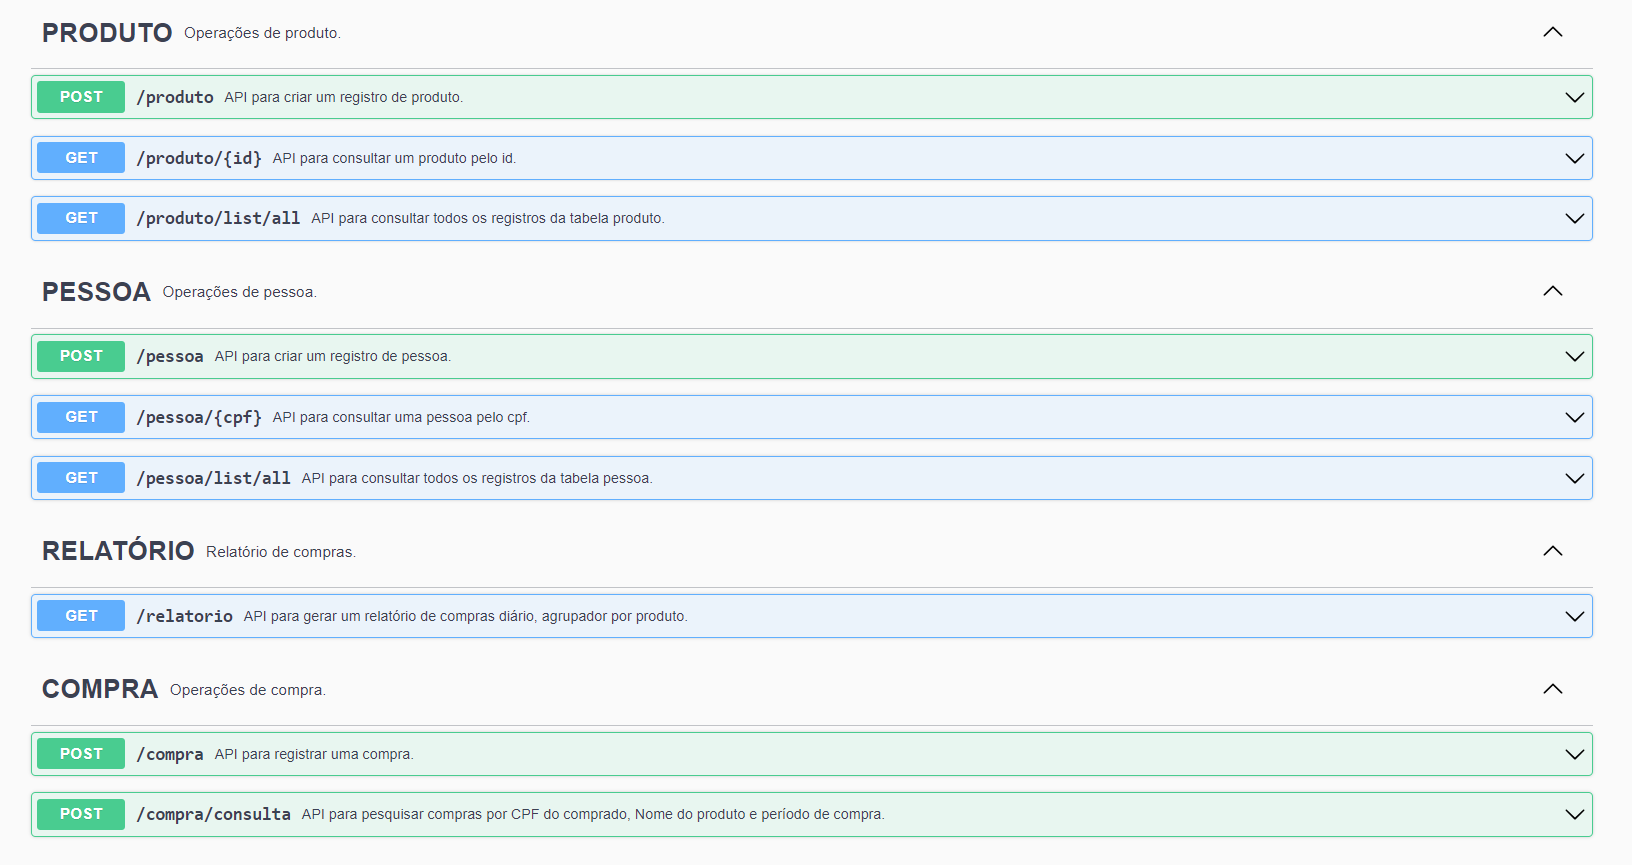 PRODUTO Operações de produto.
POST /produto API para criar um registro de produto.
GET /produto/{id} API para consultar um produto pelo id.
GET /produto/list/all API para consultar todos os registros da tabela produto.
PESSOA Operações de pessoa.
POST /pessoa API para criar um registro de pessoa.
GET /pessoa/{cpf} API para consultar uma pessoa pelo cpf.
GET /pessoa/list/all API para consultar todos os registros da tabela pessoa.
RELATÓRIO Relatório de compras.
GET /relatorio API para gerar um relatório de compras diário, agrupador por produto.
COMPRA Operações de compra.
POST /compra API para registrar uma compra.
POST /compra/consulta API para pesquisar compras por CPF do comprado, Nome do produto e período de compra.